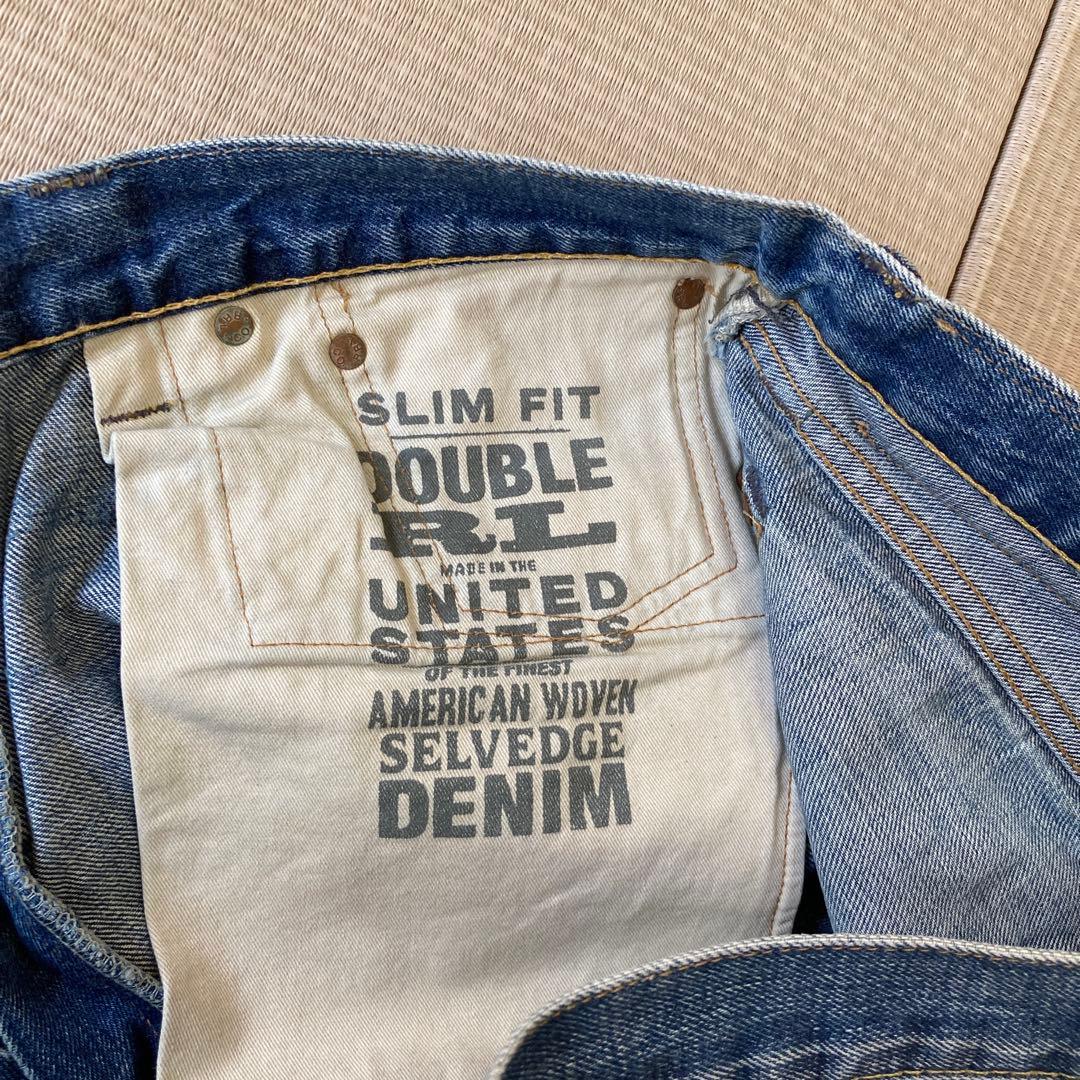 SLIM FIT
DOUBLE
RL
MADE IN THE
UNITED
STATES
OF THE FINEST
AMERICAN WOVEN
SELVEDGE
DENIM